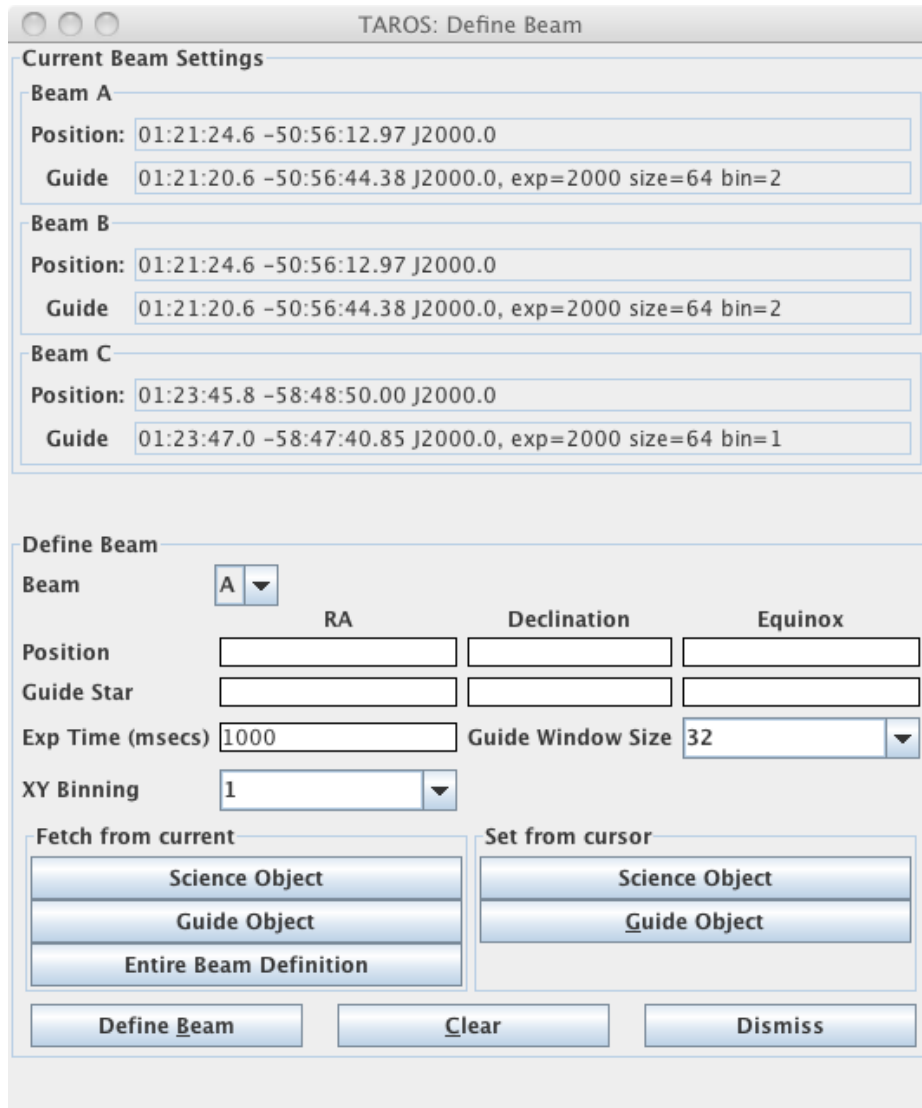 TAROS: Define Beam
Current Beam Settings
Beam A
Position: 01:21:24.6 -50:56:12.97 J2000.0
Guide 01:21:20.6 -50:56:44.38 J2000.0, exp=2000 size=64 bin=2
Beam B
Position: 01:21:24.6 -50:56:12.97 J2000.0
Guide 01:21:20.6 -50:56:44.38 J2000.0, exp=2000 size=64 bin=2
Beam C
Position: 01:23:45.8 -58:48:50.00 J2000.0
Guide 01:23:47.0 -58:47:40.85 J2000.0, exp=2000 size=64 bin=1
Define Beam
Beam A
RA Declination Equinox
Position
Guide Star
Exp Time (msecs) 1000 Guide Window Size 32
XY Binning 1
Fetch from current Set from cursor
Science Object Science Object
Guide Object Guide Object
Entire Beam Definition
Define Beam Clear Dismiss